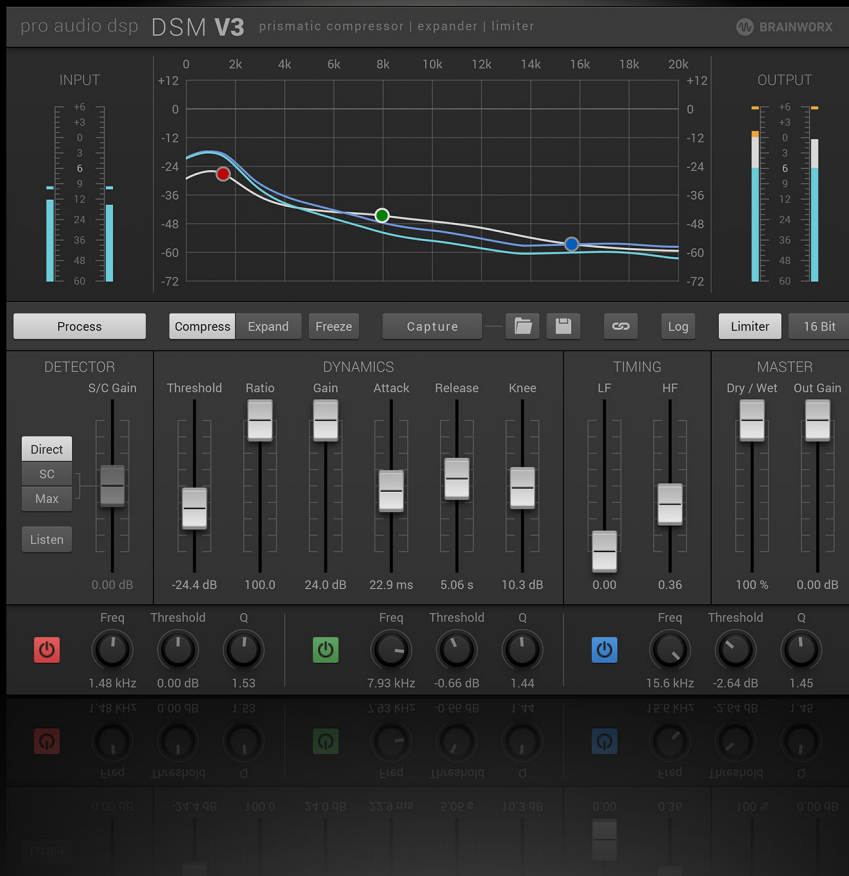 pro audio dsp DSM V3 prismatic compressor | expander | limiter BRAINWORX
INPUT
+6
+3
0
3
6
9
12
24
36
48
60
0 2k 4k 6k 8k 10k 12k 14k 16k 18k 20k
+12 +12
0 0
-12 -12
-24 -24
-36 -36
-48 -48
-60 -60
-72 -72
OUTPUT
+6
+3
0
3
6
9
12
24
36
48
60
Process Compress Expand Freeze Capture Log Limiter 16 Bit
DETECTOR DYNAMICS TIMING MASTER
S/C Gain Threshold Ratio Gain Attack Release Knee LF HF Dry / Wet Out Gain
Direct
SC
Max
Listen
0.00 dB -24.4 dB 100.0 24.0 dB 22.9 ms 5.06 s 10.3 dB 0.00 0.36 100 % 0.00 dB
Freq Threshold Q Freq Threshold Q Freq Threshold Q
1.48 kHz 0.00 dB 1.53 7.93 kHz -0.66 dB 1.44 15.6 kHz -2.64 dB 1.45